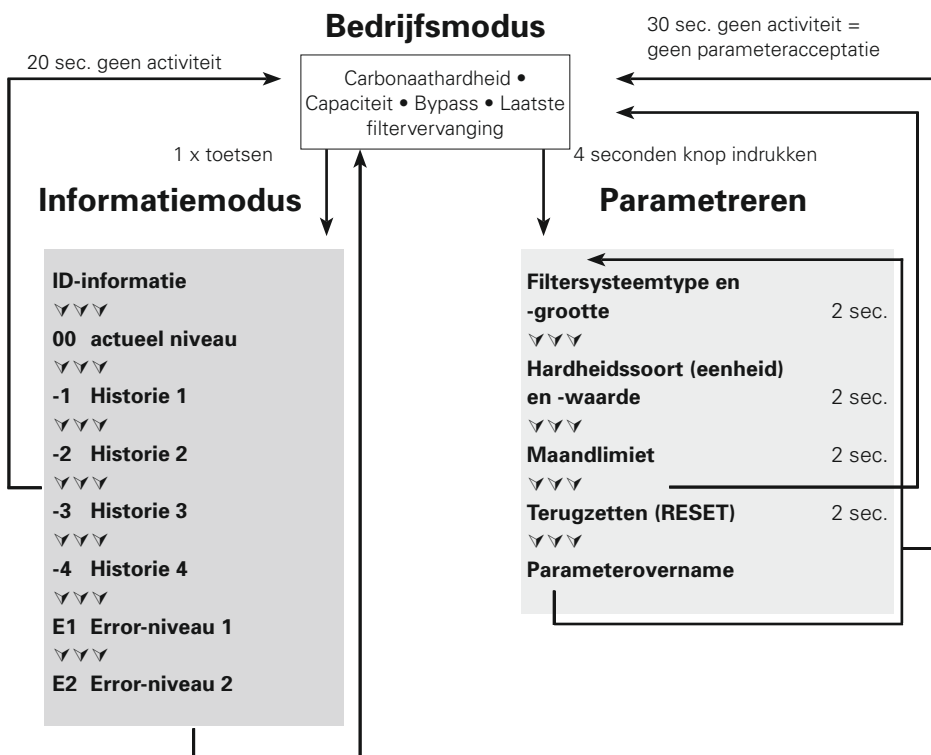 Bedrijfsmodus
20 sec. geen activiteit
30 sec. geen activiteit =
geen parameteracceptatie
Carbonaathardheid •
Capaciteit • Bypass • Laatste
filtervervanging
1 x toetsen
4 seconden knop indrukken
Informatiemodus
ID-informatie
00 actueel niveau
-1 Historie 1
-2 Historie 2
-3 Historie 3
-4 Historie 4
E1 Error-niveau 1
E2 Error-niveau 2
Parametreren
Filtersysteemtype en
-grootte 2 sec.
Hardheidssoort (eenheid)
en -waarde 2 sec.
Maandlimiet 2 sec.
Terugzetten (RESET) 2 sec.
Parameterovername